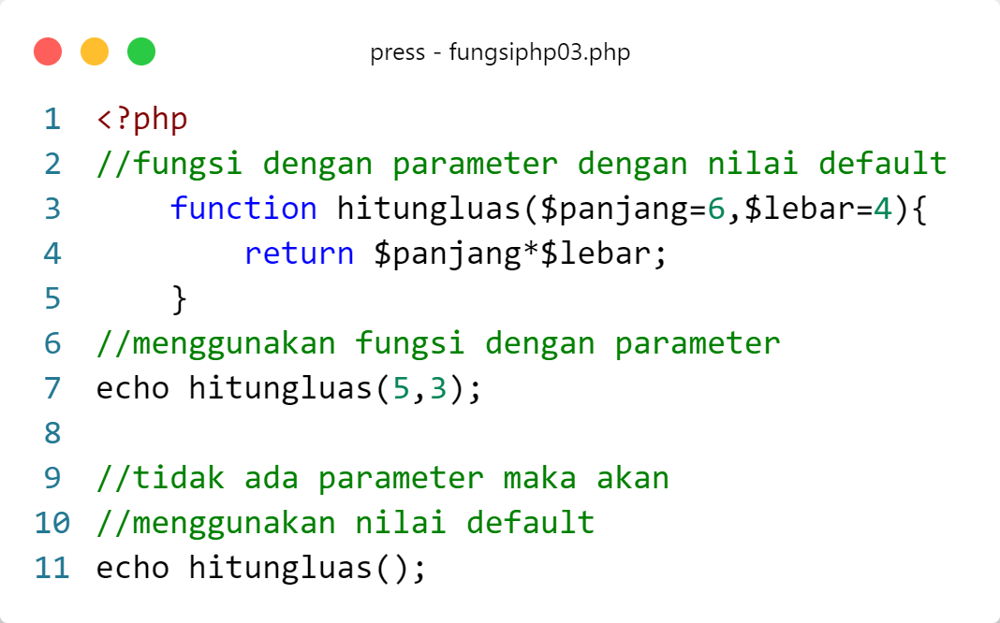 press - fungsiphp03.php
1 <?php
2 //fungsi dengan parameter dengan nilai default
3     function hitungluas($panjang=6,$lebar=4){
4         return $panjang*$lebar;
5     }
6 //menggunakan fungsi dengan parameter
7 echo hitungluas(5,3);
8
9 //tidak ada parameter maka akan
10 //menggunakan nilai default
11 echo hitungluas();